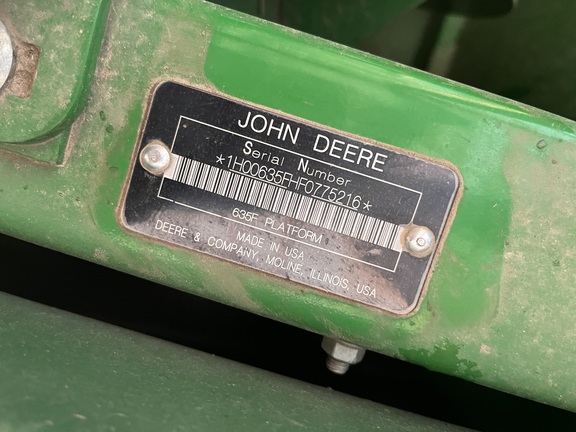 JOHN DEERE
Serial Number
*1H00635FHF0775216*
635F PLATFORM
MADE IN USA
DEERE & COMPANY, MOLINE, ILLINOIS, USA